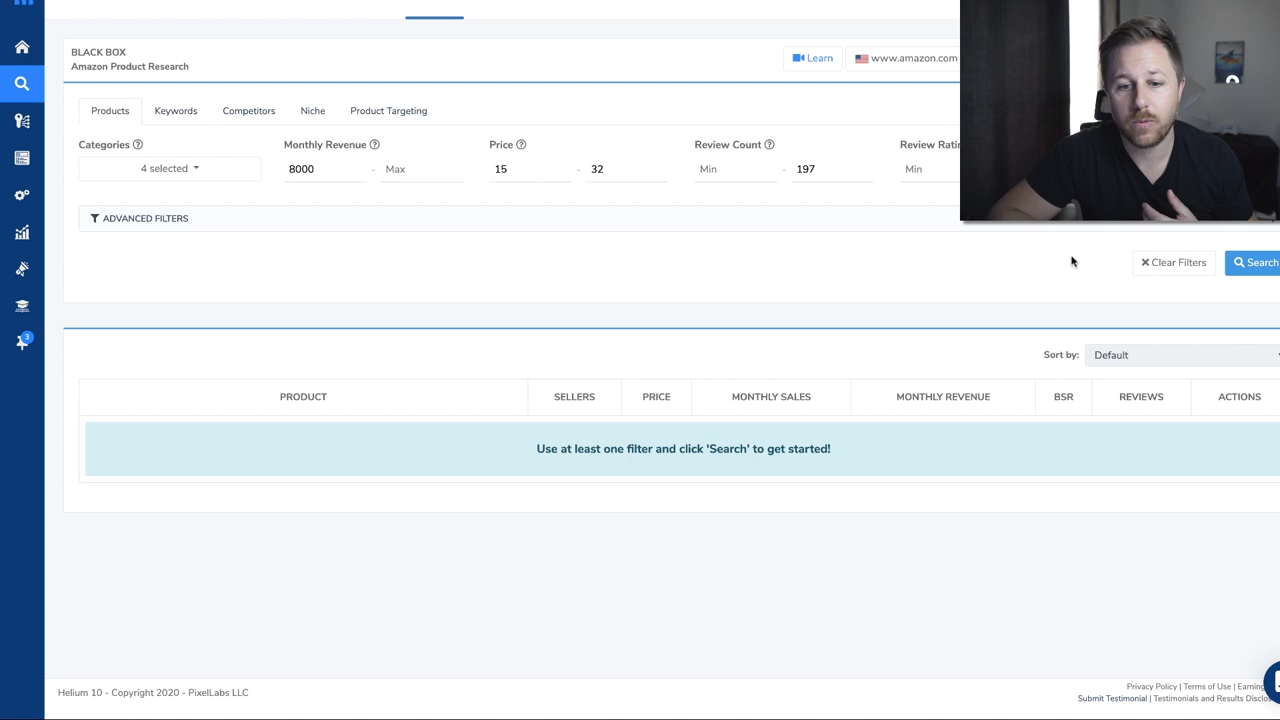 BLACK BOX
Amazon Product Research
Learn
www.amazon.com
Products Keywords Competitors Niche Product Targeting
Categories Monthly Revenue Price Review Count Review
4 selected 8000 - Max 15 - 32 Min - 197 Min
ADVANCED FILTERS
Clear Filters Search
3
Sort by: Default
PRODUCT SELLERS PRICE MONTHLY SALES MONTHLY REVENUE BSR REVIEWS ACTIONS
Use at least one filter and click 'Search' to get started!
Helium 10 - Copyright 2020 - PixelLabs LLC
Privacy Policy | Terms of Use | Earning
Submit Testimonial | Testimonials and Results